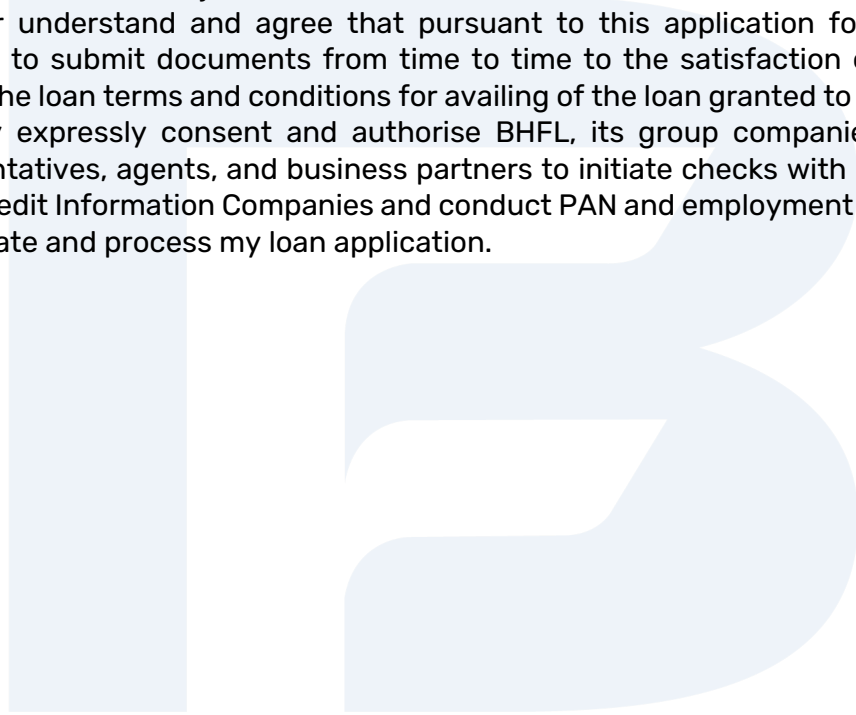 r understand and agree that pursuant to this application fo
to submit documents from time to time to the satisfaction
he loan terms and conditions for availing of the loan granted to
y expressly consent and authorise BHFL, its group companie
ntatives, agents, and business partners to initiate checks with
edit Information Companies and conduct PAN and employment
ate and process my loan application.